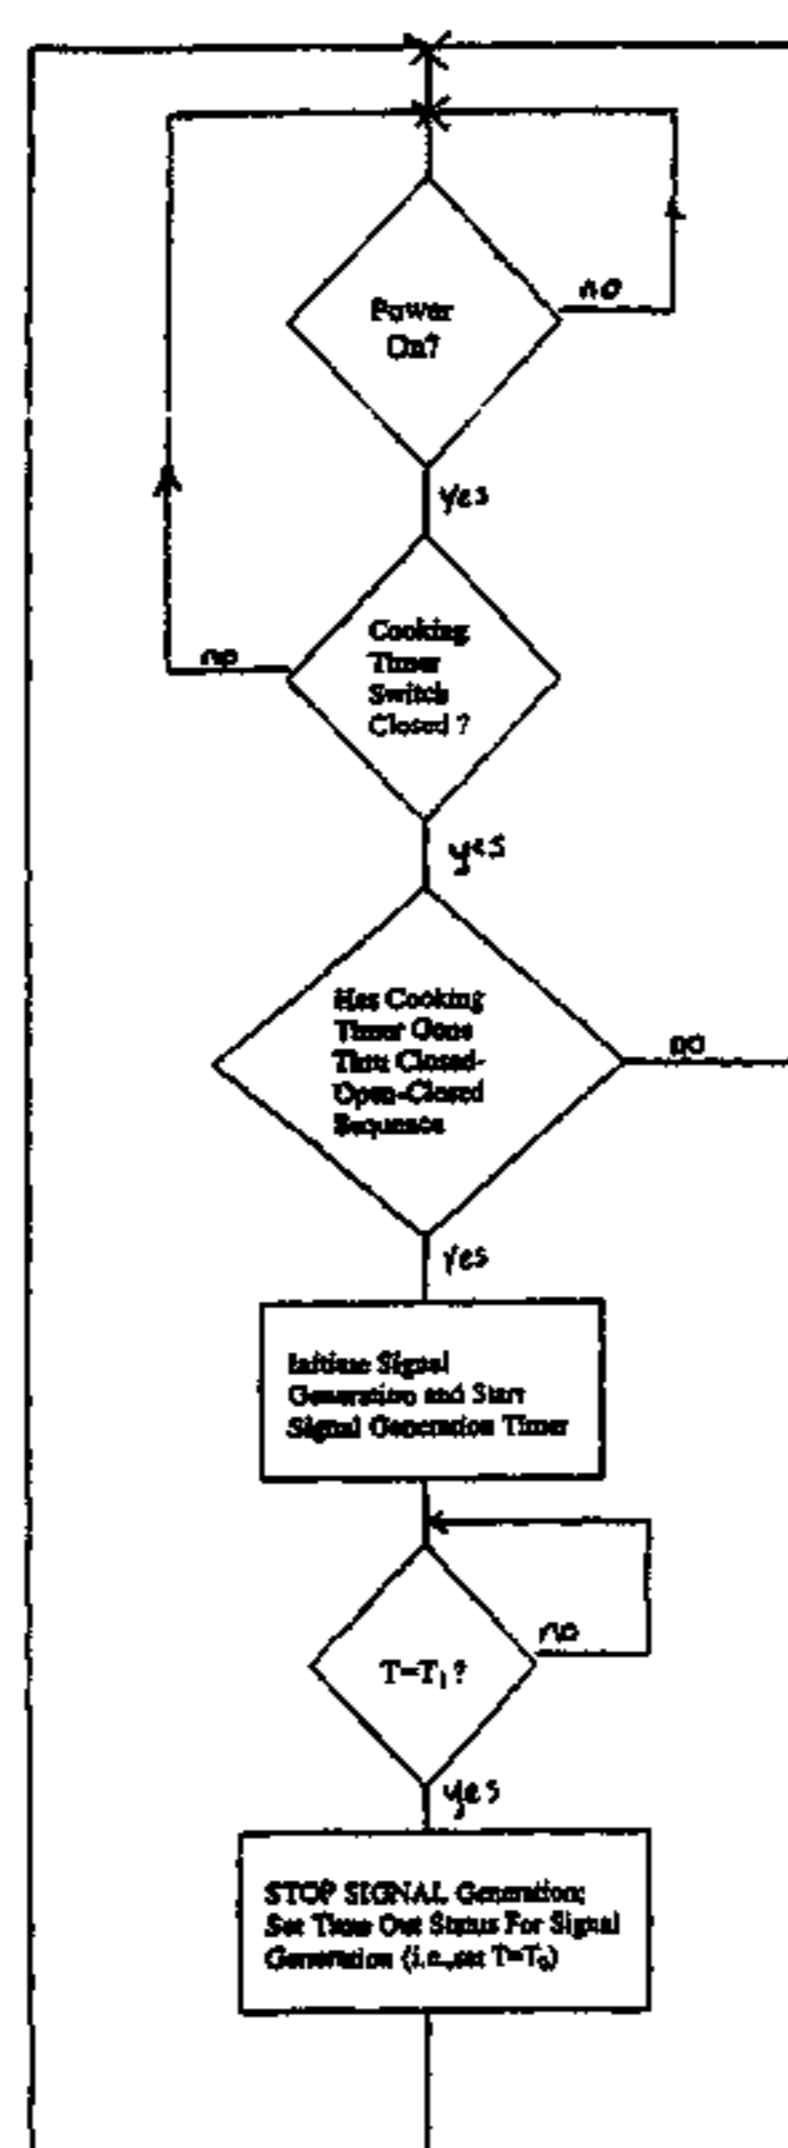 Power
On?
no
yes
Cooking
Timer
Switch
Closed ?
no
yes
Has Cooking
Timer Gone
Thru Closed-
Open-Closed
Sequence
no
Yes
Initiate Signal
Generation and Start
Signal Generation Timer
T=T₁ ?
no
yes
STOP SIGNAL Generation;
Set Time Out Status For Signal
Generation (i.e., set T=T₀)